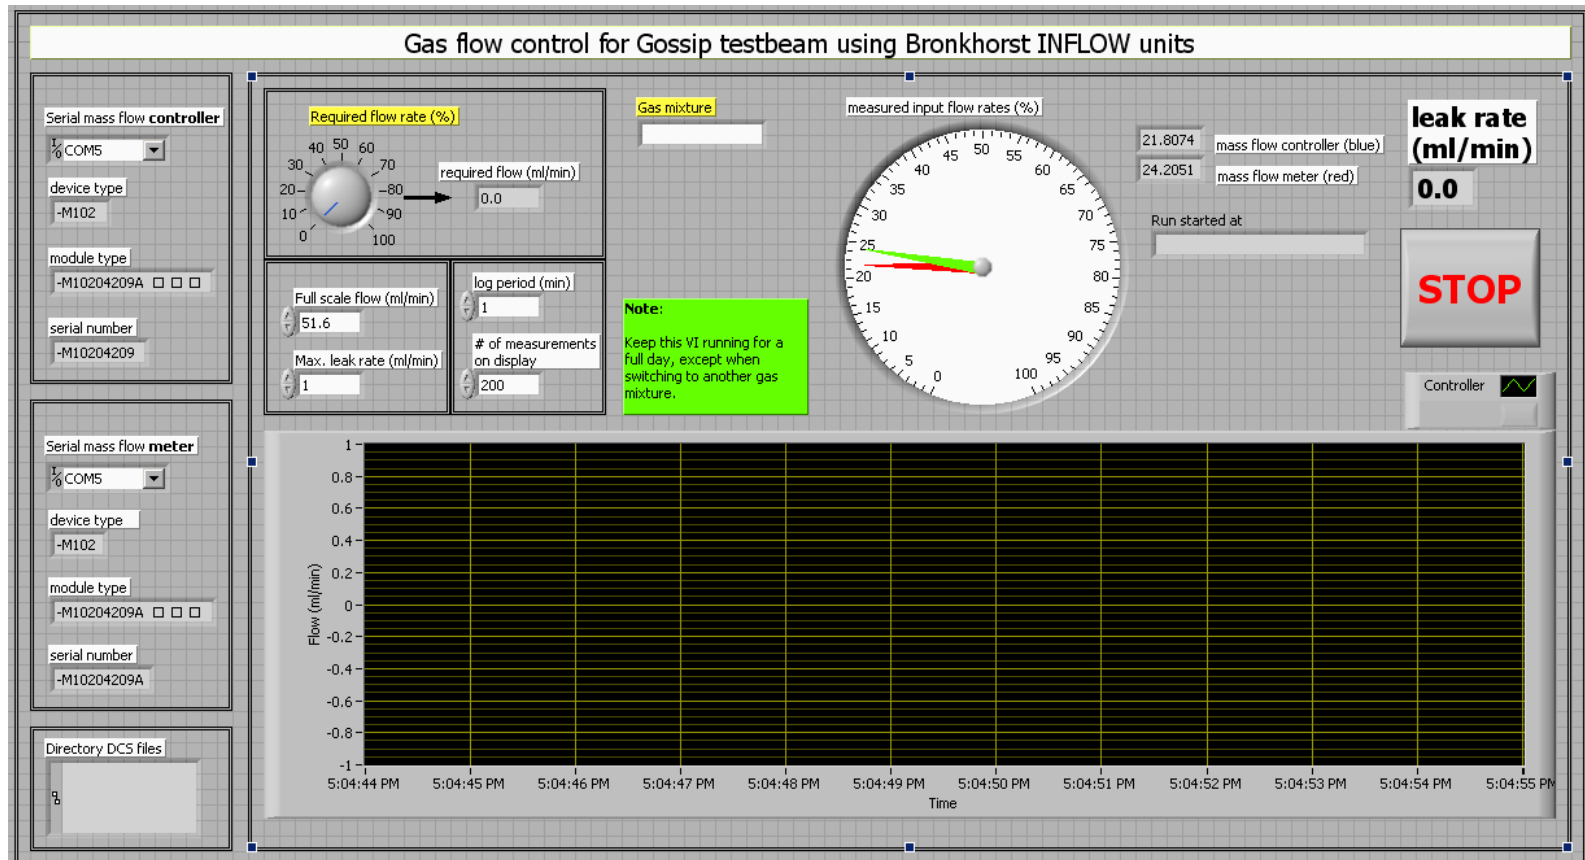 Gas flow control for Gossip testbeam using Bronkhorst INFLOW units
Serial mass flow controller
COM5
device type
-M102
module type
-M10204209A
serial number
-M10204209
Serial mass flow meter
COM5
device type
-M102
module type
-M10204209A
serial number
-M10204209A
Directory DCS files
Required flow rate (%)
0 10 20 30 40 50 60 70 80 90 100
required flow (ml/min)
0.0
Full scale flow (ml/min)
51.6
Max. leak rate (ml/min)
1
log period (min)
1
# of measurements
on display
200
Gas mixture
Note:
Keep this VI running for a
full day, except when
switching to another gas
mixture.
measured input flow rates (%)
0 5 10 15 20 25 30 35 40 45 50 55 60 65 70 75 80 85 90 95 100
21.8074 mass flow controller (blue)
24.2051 mass flow meter (red)
Run started at
leak rate
(ml/min)
0.0
STOP
Controller
Flow (ml/min)
1
0.8
0.6
0.4
0.2
0
-0.2
-0.4
-0.6
-0.8
-1
5:04:44 PM 5:04:45 PM 5:04:46 PM 5:04:47 PM 5:04:48 PM 5:04:49 PM 5:04:50 PM 5:04:51 PM 5:04:52 PM 5:04:53 PM 5:04:54 PM 5:04:55 PM
Time